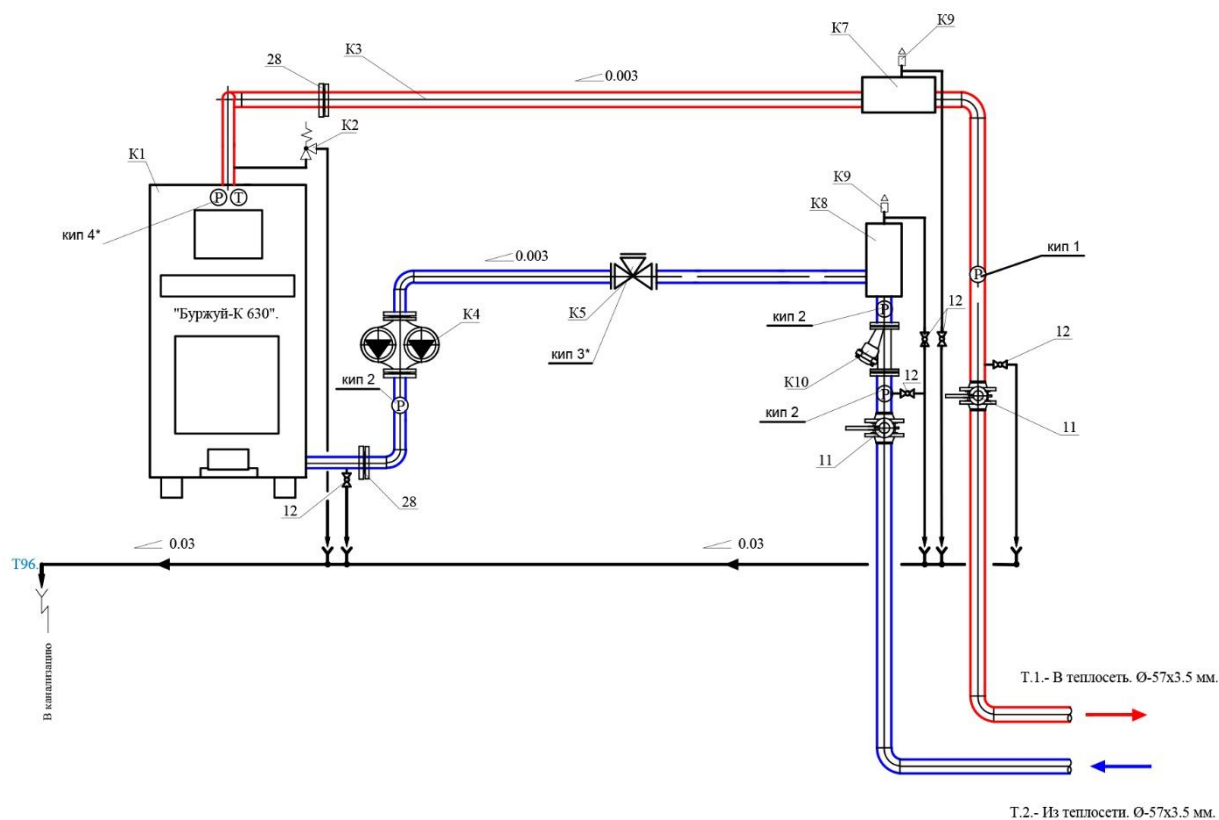 К7
К9
28
К3
0.003
К2
К1
кип 4*
К9
К8
0.003
кип 1
"Буржуй-К 630".
К5
К4
кип 3*
кип 2
12
12
К10
12
кип 2
кип 2
11
11
12
28
0.03
0.03
Т96.
В канализацию
Т.1.- В теплосеть. Ø-57х3.5 мм.
Т.2.- Из теплосети. Ø-57х3.5 мм.
P
T
P
P
P
P